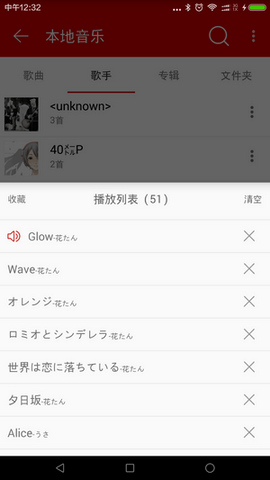 中午12:32
本地音乐
歌曲 歌手 专辑 文件夹
<unknown>
3首
40㍍P
2首
收藏 播放列表 (51) 清空
Glow-花たん
Wave-花たん
オレンジ-花たん
ロミオとシンデレラ-花たん
世界は恋に落ちている-花たん
夕日坂-花たん
Alice-うさ